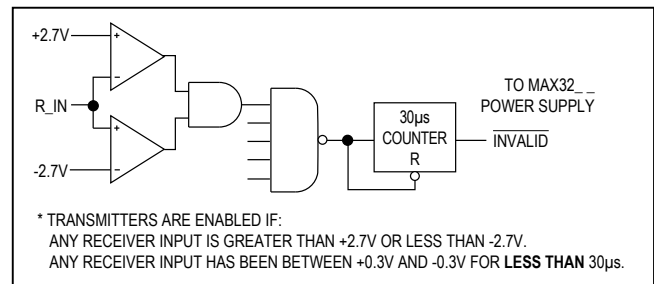 +2.7V
R_IN
-2.7V
30µs
COUNTER
R
TO MAX32_ _
POWER SUPPLY
INVALID
* TRANSMITTERS ARE ENABLED IF:
ANY RECEIVER INPUT IS GREATER THAN +2.7V OR LESS THAN -2.7V.
ANY RECEIVER INPUT HAS BEEN BETWEEN +0.3V AND -0.3V FOR LESS THAN 30µs.
+
−
+
−